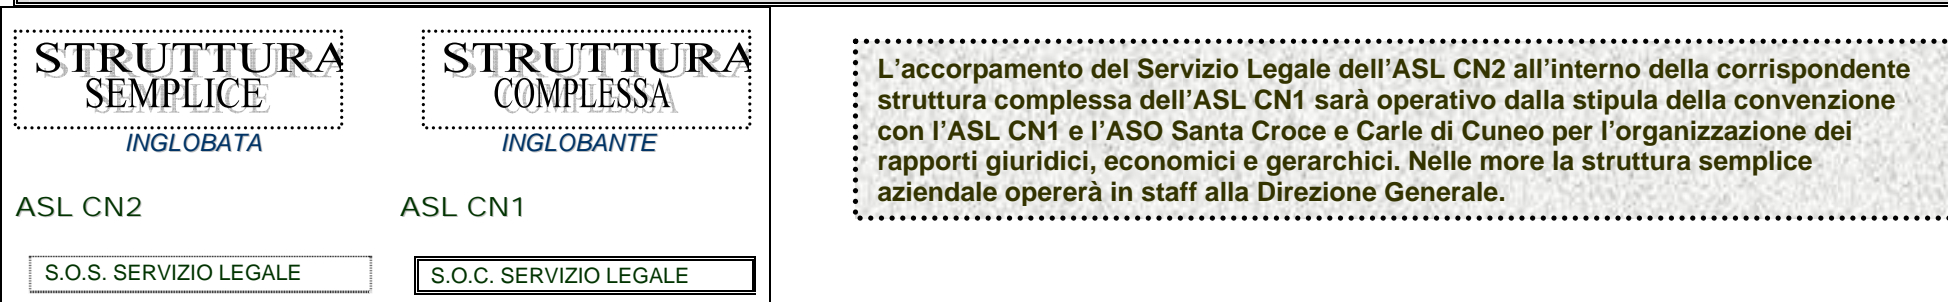 STRUTTURA
SEMPLICE
INGLOBATA
ASL CN2
S.O.S. SERVIZIO LEGALE
STRUTTURA
COMPLESSA
INGLOBANTE
ASL CN1
S.O.C. SERVIZIO LEGALE
L'accorpamento del Servizio Legale dell'ASL CN2 all'interno della corrispondente
struttura complessa dell'ASL CN1 sarà operativo dalla stipula della convenzione
con l'ASL CN1 e l'ASO Santa Croce e Carle di Cuneo per l'organizzazione dei
rapporti giuridici, economici e gerarchici. Nelle more la struttura semplice
aziendale opererà in staff alla Direzione Generale.